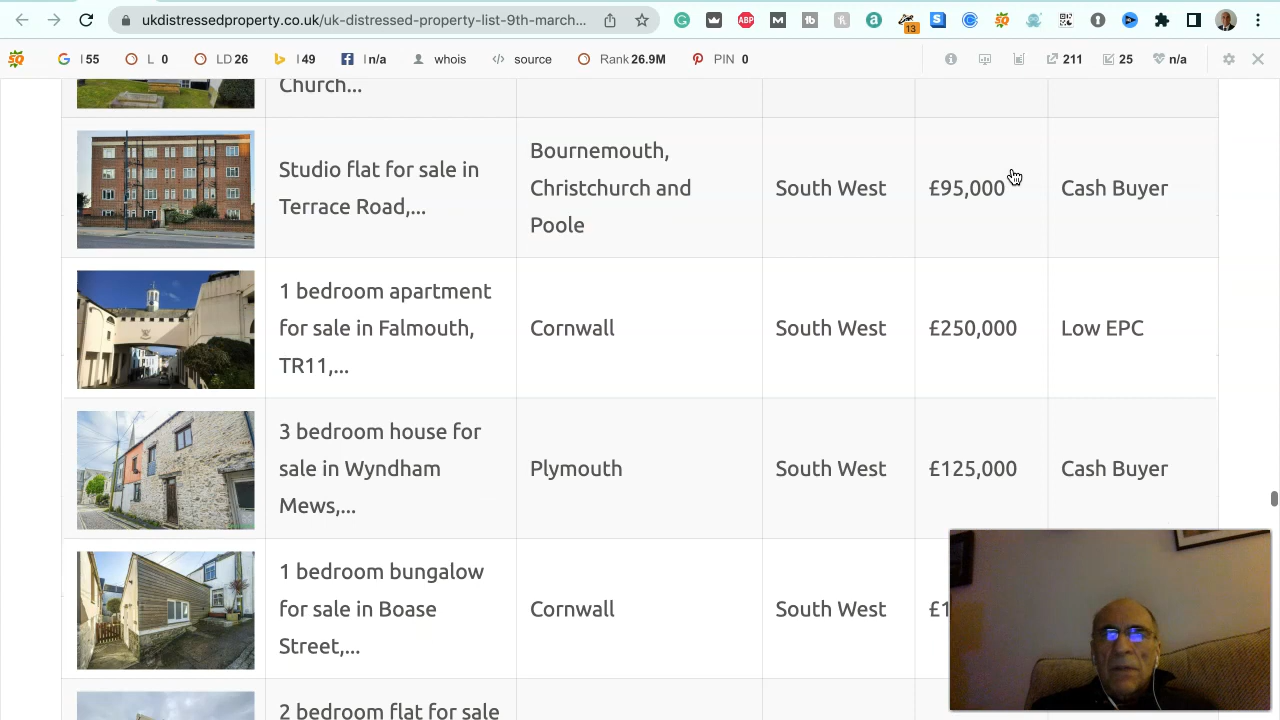 ukdistressedproperty.co.uk/uk-distressed-property-list-9th-march...
ABP
13
I 55
L 0
LD 26
I 49
I n/a
whois
source
Rank 26.9M
PIN 0
211
25
n/a
Church...
Studio flat for sale in
Terrace Road,...
Bournemouth,
Christchurch and
Poole
South West
£95,000
Cash Buyer
1 bedroom apartment
for sale in Falmouth,
TR11,...
Cornwall
South West
£250,000
Low EPC
3 bedroom house for
sale in Wyndham
Mews,...
Plymouth
South West
£125,000
Cash Buyer
1 bedroom bungalow
for sale in Boase
Street,...
Cornwall
South West
£1
2 bedroom flat for sale